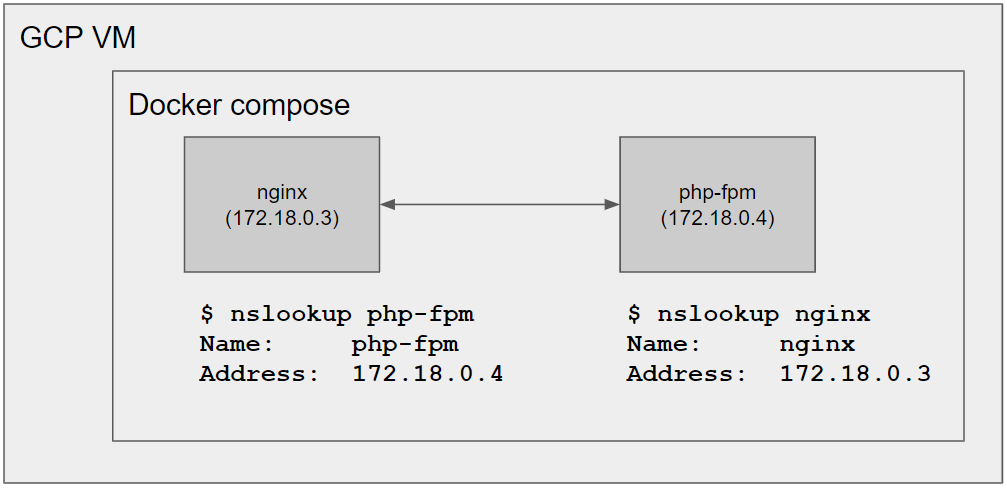 GCP VM
Docker compose
nginx
(172.18.0.3)
php-fpm
(172.18.0.4)
$ nslookup php-fpm
Name: php-fpm
Address: 172.18.0.4
$ nslookup nginx
Name: nginx
Address: 172.18.0.3